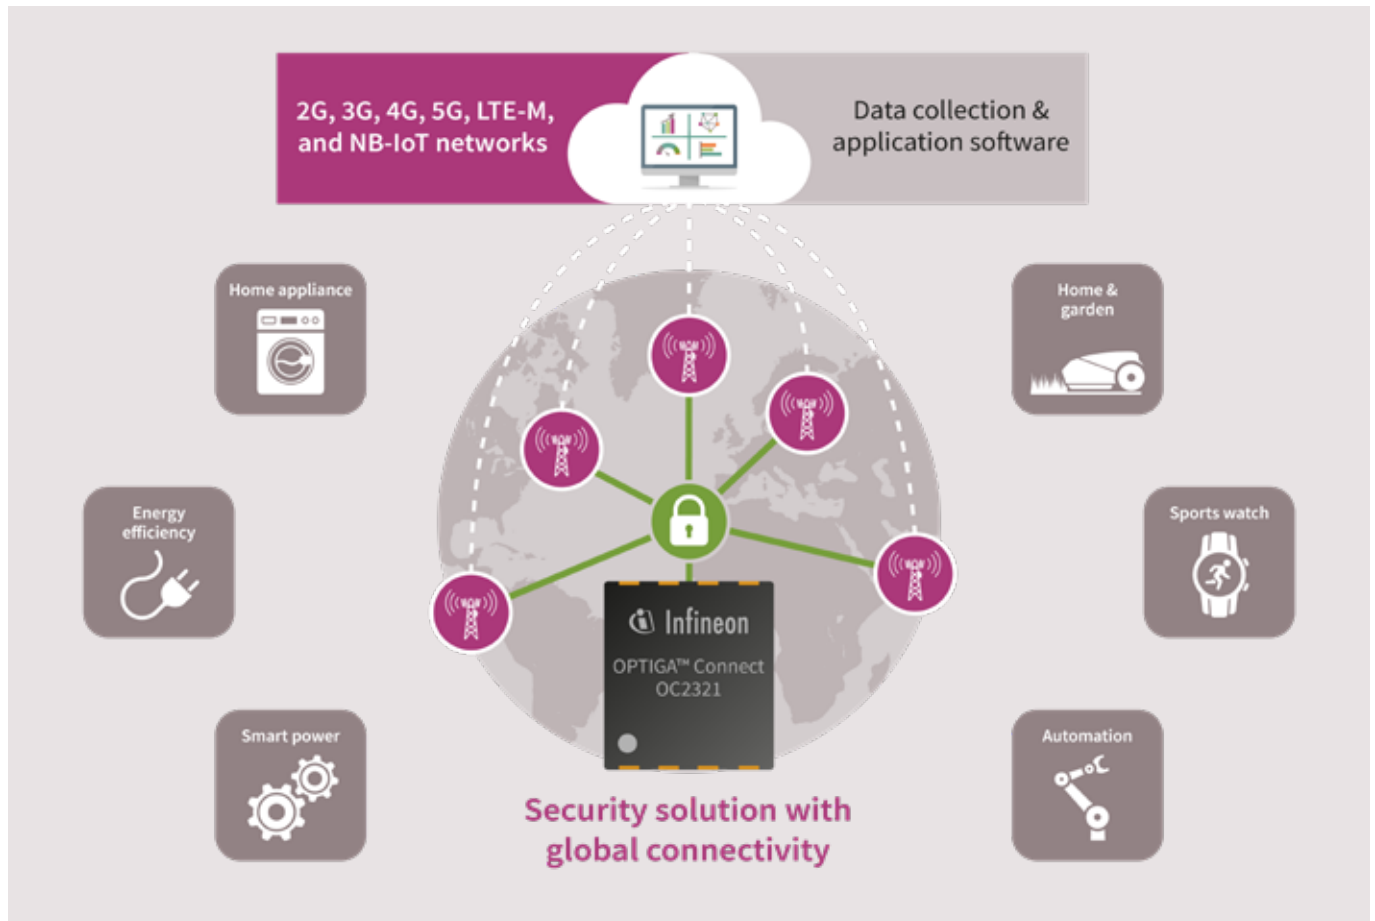 2G, 3G, 4G, 5G, LTE-M,
and NB-IoT networks
Data collection &
application software
Home appliance
Home &
garden
Energy
efficiency
Sports watch
Infineon
OPTIGA™ Connect
OC2321
Smart power
Automation
Security solution with
global connectivity